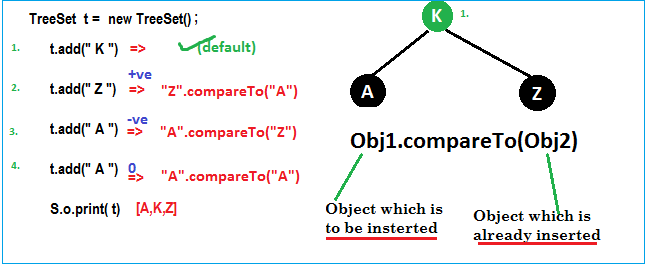 TreeSet t = new TreeSet() ;
1. t.add(" K ") => (default)
+ve
2. t.add(" Z ") => "Z".compareTo("A")
-ve
3. t.add(" A ") => "A".compareTo("Z")
0
4. t.add(" A ") => "A".compareTo("A")
S.o.print( t) [A,K,Z]
K 1.
A Z
Obj1.compareTo(Obj2)
Object which is
to be insterted
Object which is
already inserted